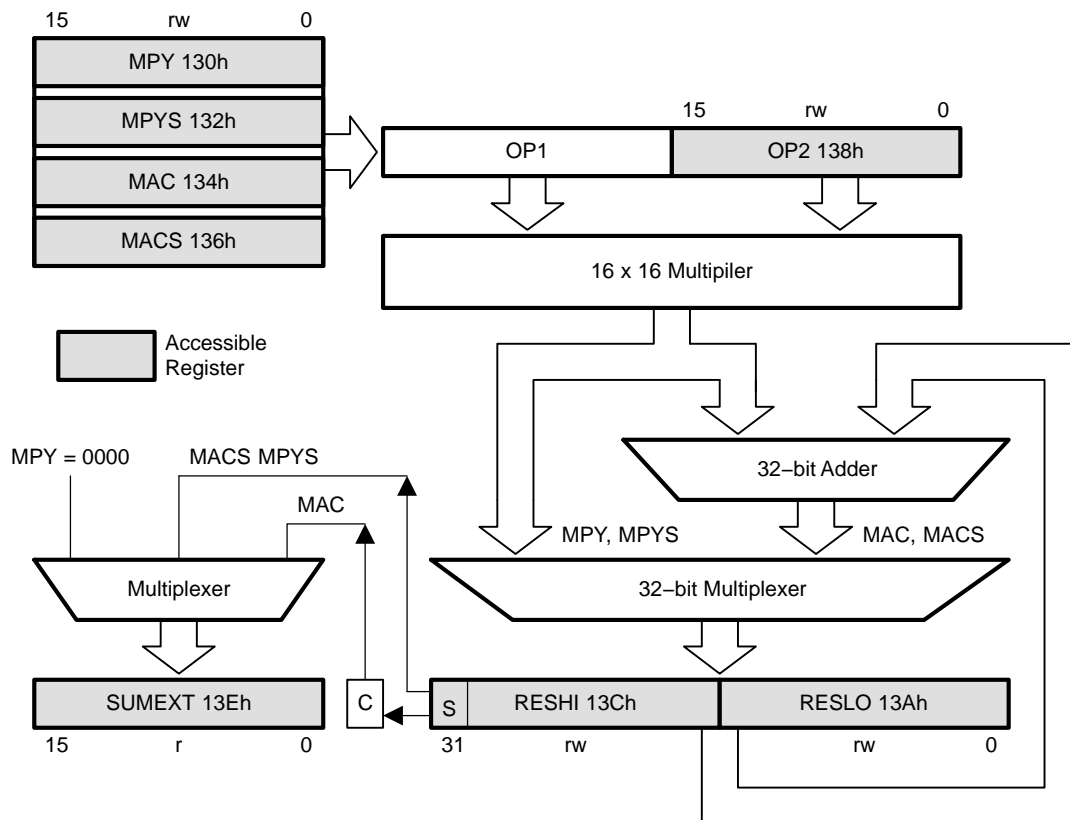 15 rw 0
MPY 130h
MPYS 132h
MAC 134h
MACS 136h
15 rw 0
OP1
OP2 138h
16 x 16 Multipiler
Accessible
Register
MPY = 0000
MACS MPYS
MAC
32−bit Adder
MPY, MPYS
MAC, MACS
Multiplexer
32−bit Multiplexer
SUMEXT 13Eh
C
S
RESHI 13Ch
RESLO 13Ah
15 r 0
31 rw
rw 0